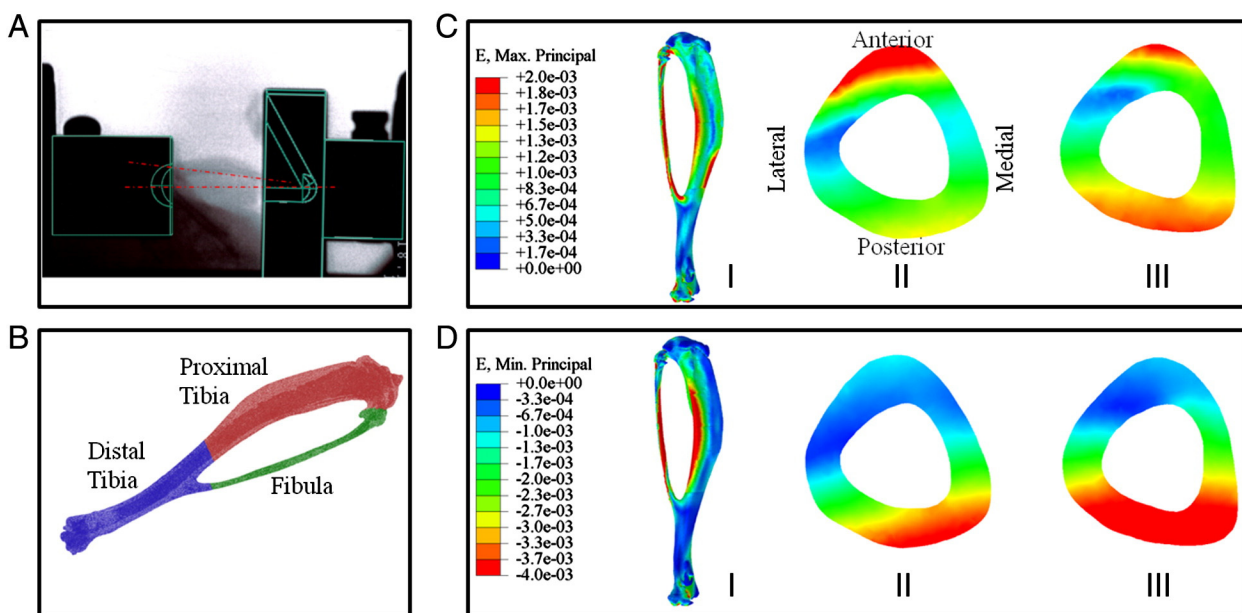 A
B
Proximal
Tibia
Distal
Tibia
Fibula
C
E, Max. Principal
+2.0e-03
+1.8e-03
+1.7e-03
+1.5e-03
+1.3e-03
+1.2e-03
+1.0e-03
+8.3e-04
+6.7e-04
+5.0e-04
+3.3e-04
+1.7e-04
+0.0e+00
I
Anterior
Lateral
Medial
Posterior
II
III
D
E, Min. Principal
+0.0e+00
-3.3e-04
-6.7e-04
-1.0e-03
-1.3e-03
-1.7e-03
-2.0e-03
-2.3e-03
-2.7e-03
-3.0e-03
-3.3e-03
-3.7e-03
-4.0e-03
I
II
III